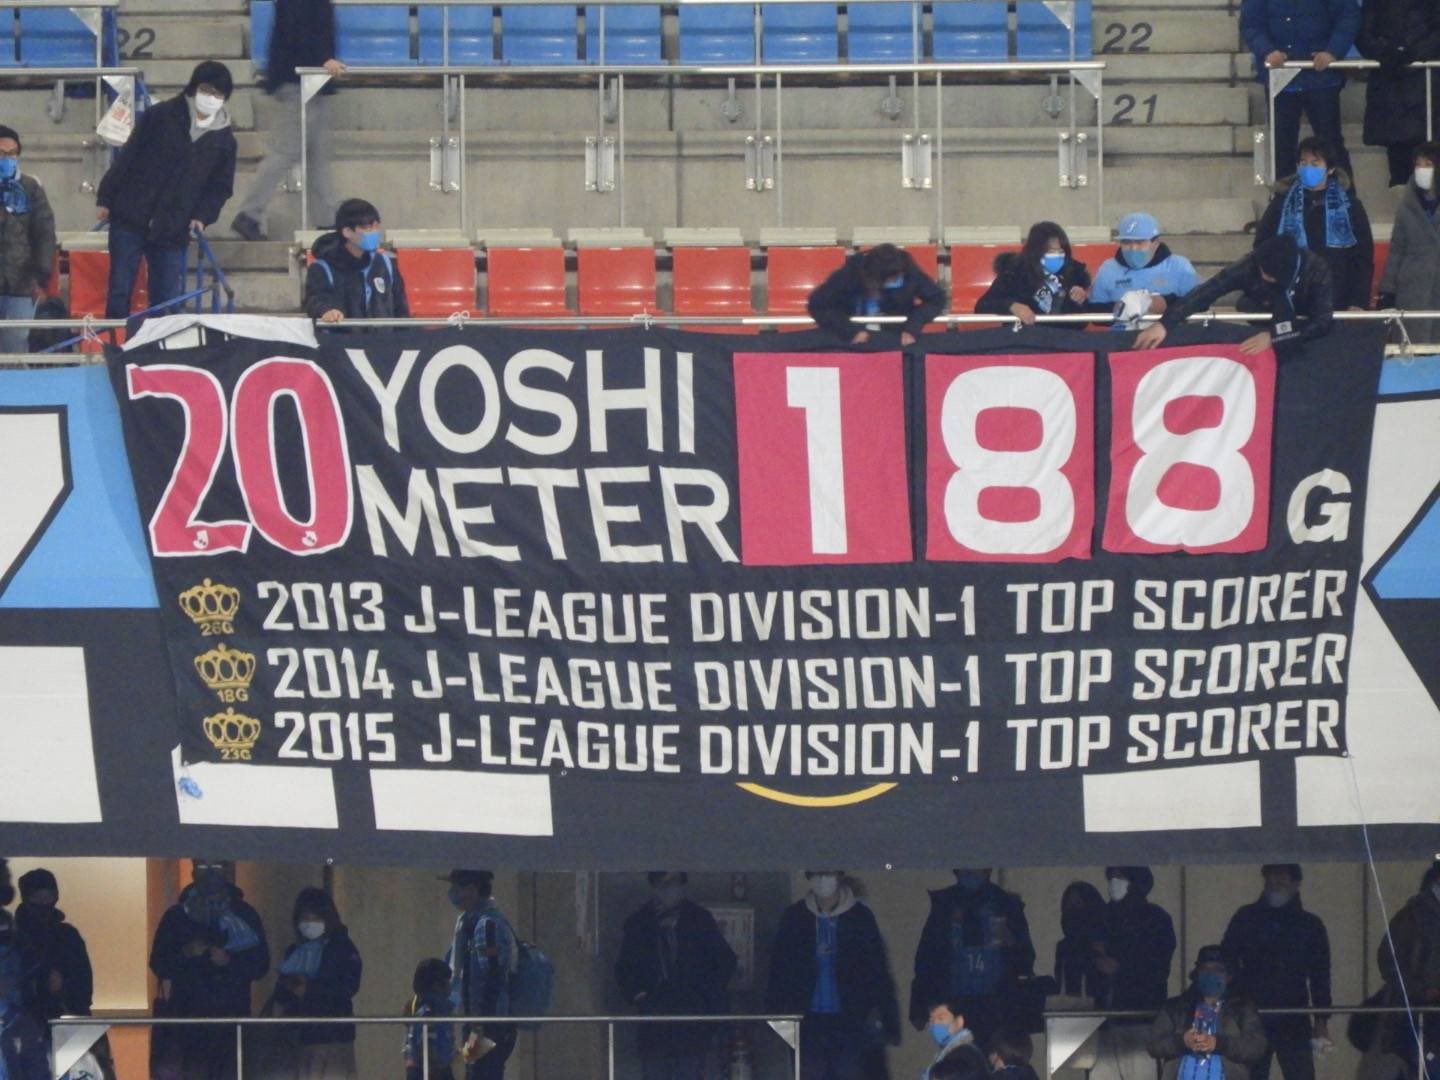 22
22
21
20 YOSHI METER 188 G
26G 2013 J-LEAGUE DIVISION-1 TOP SCORER
18G 2014 J-LEAGUE DIVISION-1 TOP SCORER
23G 2015 J-LEAGUE DIVISION-1 TOP SCORER
14